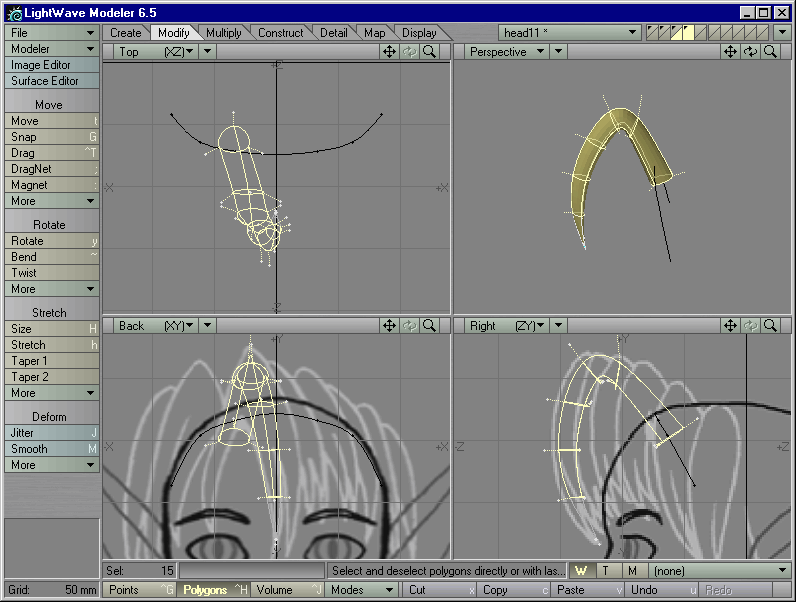 LightWave Modeler 6.5
File Create Modify Multiply Construct Detail Map Display head11 *
Modeler Top (XZ) Perspective
Image Editor
Surface Editor
Move
Move t
Snap G
Drag ^T
DragNet ;
Magnet :
More
Rotate
Rotate y
Bend ~
Twist
More
Stretch
Size H
Stretch h
Taper 1
Taper 2
More
Deform
Jitter J
Smooth M
More
Z
-X +X
-Z
Back (XY) Right (ZY)
+Y
-X +X
+Y
-Z +Z
Sel: 15 Select and deselect polygons directly or with las... W T M (none)
Grid: 50 mm Points ^G Polygons ^H Volume ^J Modes Cut x Copy c Paste v Undo u Redo